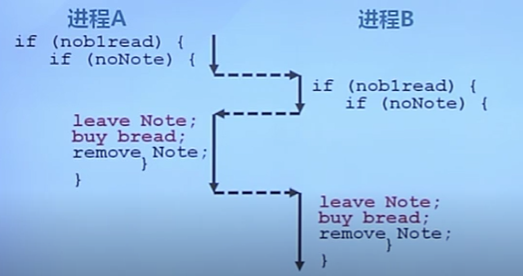 进程A
进程B
if (nob1read) {
if (noNote) {
if (nob1read) {
if (noNote) {
leave Note;
buy bread;
remove Note;
}
}
leave Note;
buy bread;
remove Note;
}
}